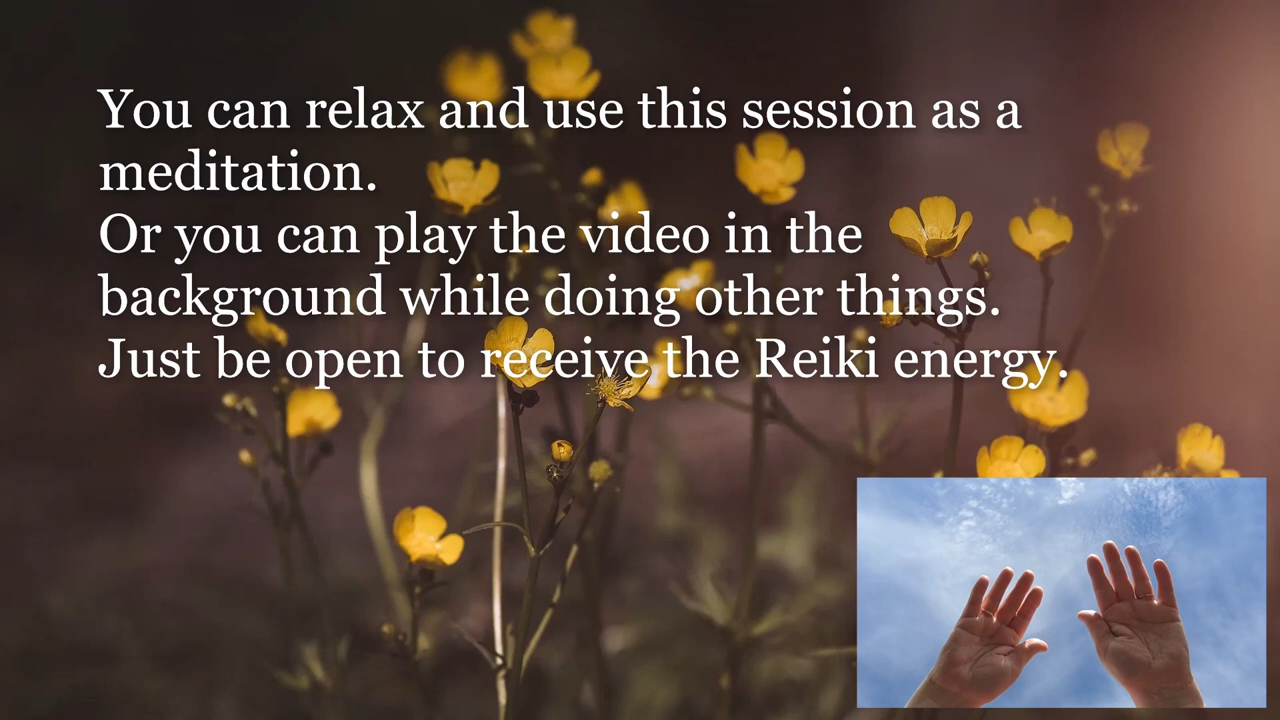 You can relax and use this session as a
meditation.
Or you can play the video in the
background while doing other things.
Just be open to receive the Reiki energy.